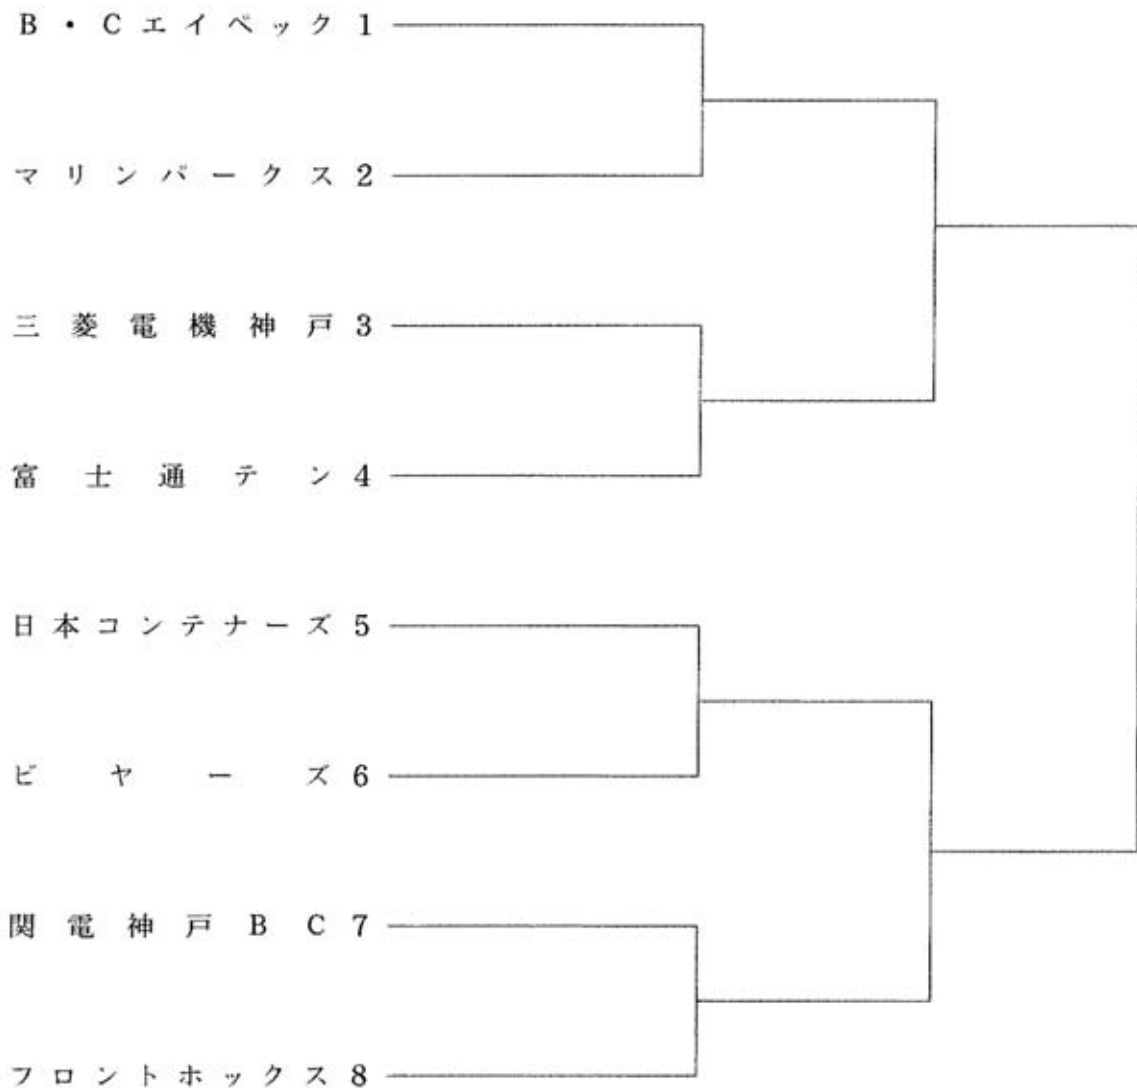 B・Cエイペック 1
マリンバークス 2
三菱電機神戸 3
富士通テン 4
日本コンテナーズ 5
ビヤーズ 6
関電神戸BC 7
フロントホックス 8